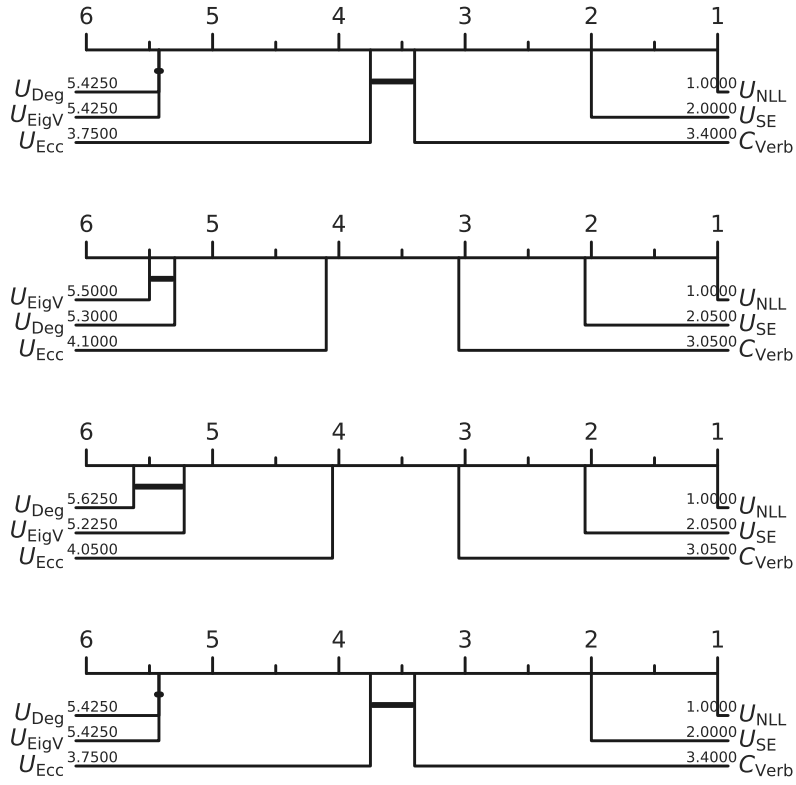 6 5 4 3 2 1
U_Deg 5.4250 1.0000 U_NLL
U_EigV 5.4250 2.0000 U_SE
U_Ecc 3.7500 3.4000 C_Verb
6 5 4 3 2 1
U_EigV 5.5000 1.0000 U_NLL
U_Deg 5.3000 2.0500 U_SE
U_Ecc 4.1000 3.0500 C_Verb
6 5 4 3 2 1
U_Deg 5.6250 1.0000 U_NLL
U_EigV 5.2250 2.0500 U_SE
U_Ecc 4.0500 3.0500 C_Verb
6 5 4 3 2 1
U_Deg 5.4250 1.0000 U_NLL
U_EigV 5.4250 2.0000 U_SE
U_Ecc 3.7500 3.4000 C_Verb